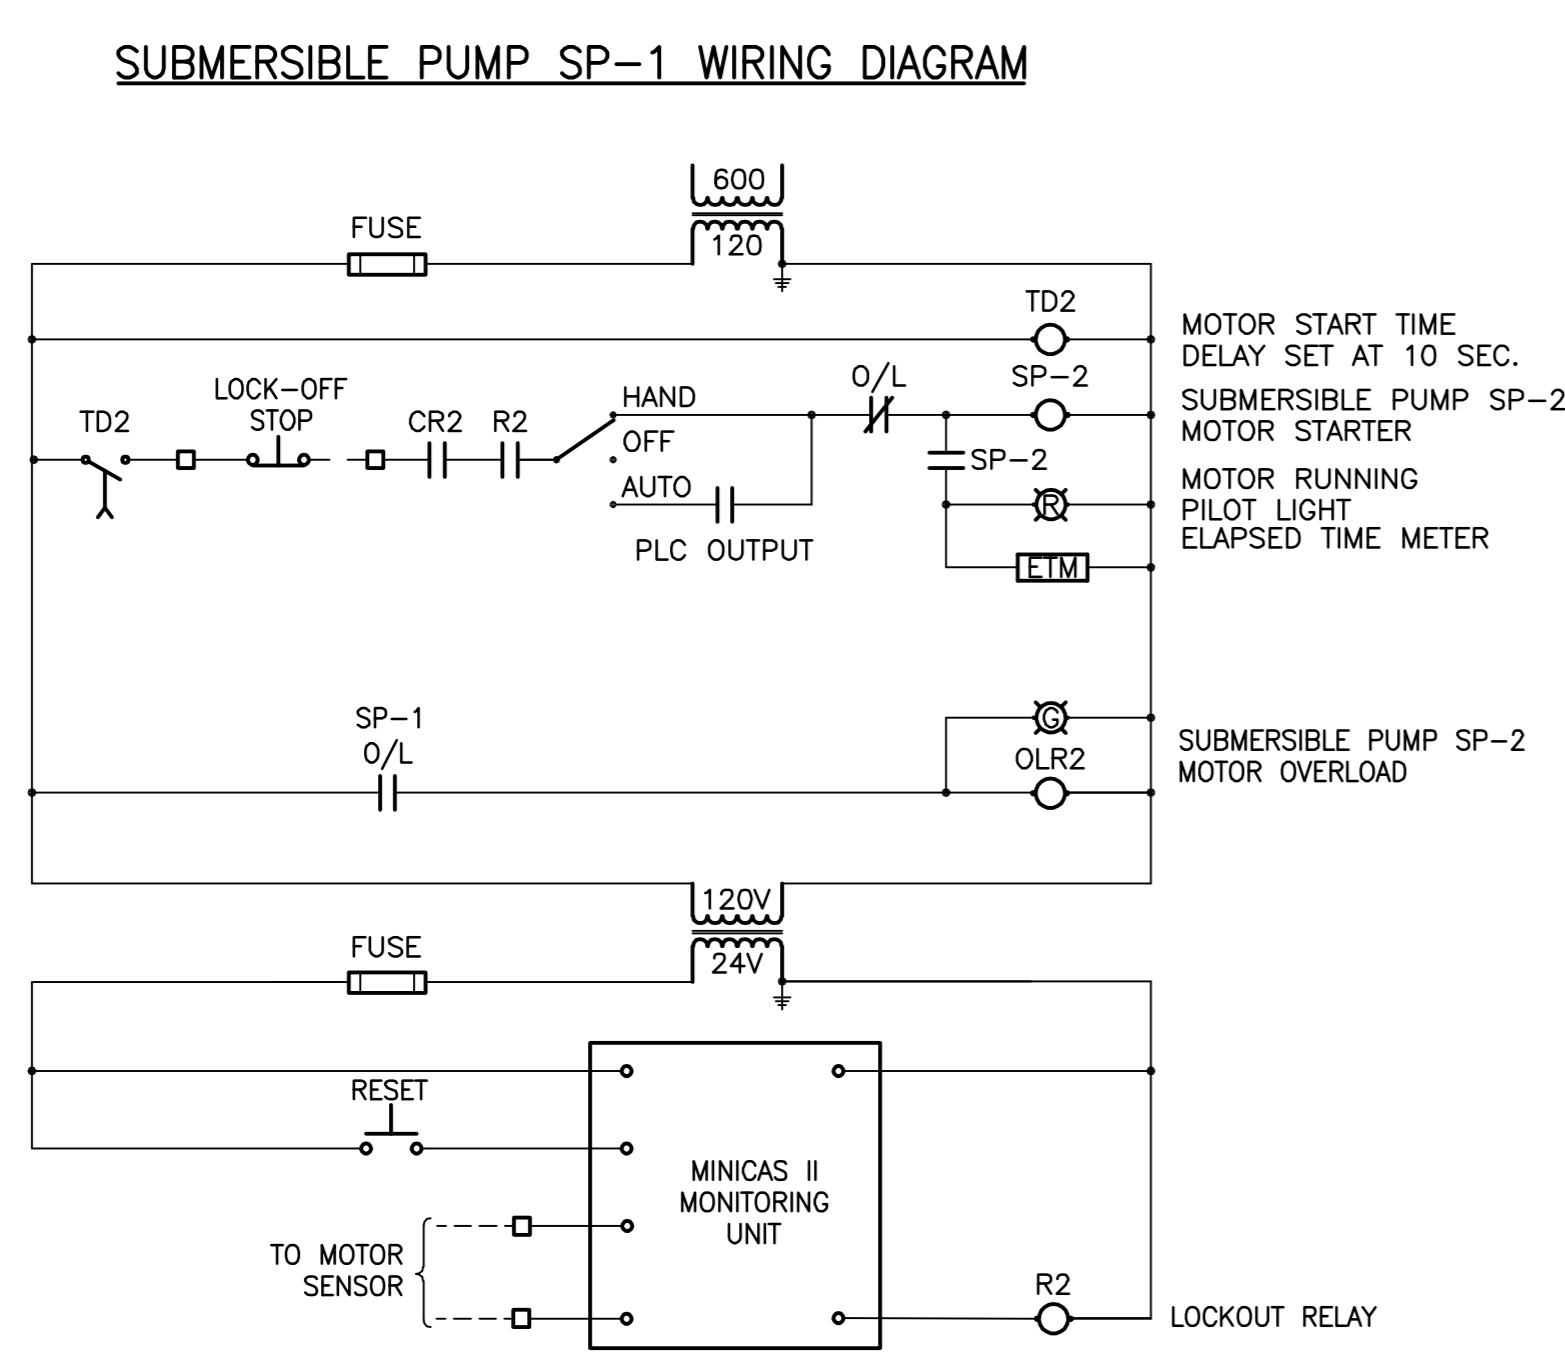 SUBMERSIBLE PUMP SP-1 WIRING DIAGRAM
600
120
FUSE
TD2
MOTOR START TIME
DELAY SET AT 10 SEC.
TD2
LOCK-OFF
STOP
CR2
R2
HAND
OFF
AUTO
PLC OUTPUT
O/L
SP-2
SUBMERSIBLE PUMP SP-2
MOTOR STARTER
SP-2
R
MOTOR RUNNING
PILOT LIGHT
ELAPSED TIME METER
ETM
SP-1
O/L
G
OLR2
SUBMERSIBLE PUMP SP-2
MOTOR OVERLOAD
120V
24V
FUSE
RESET
MINICAS II
MONITORING
UNIT
TO MOTOR
SENSOR
R2
LOCKOUT RELAY